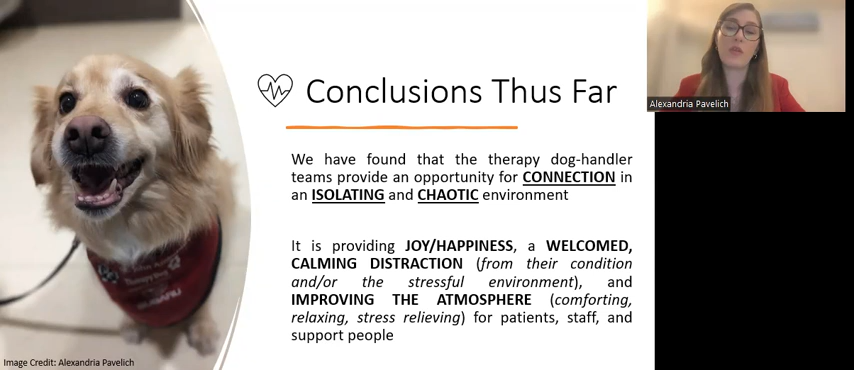 Conclusions Thus Far
We have found that the therapy dog-handler
teams provide an opportunity for CONNECTION in
an ISOLATING and CHAOTIC environment
It is providing JOY/HAPPINESS, a WELCOMED,
CALMING DISTRACTION (from their condition
and/or the stressful environment), and
IMPROVING THE ATMOSPHERE (comforting,
relaxing, stress relieving) for patients, staff, and
support people
Image Credit: Alexandria Pavelich
Alexandria Pavelich